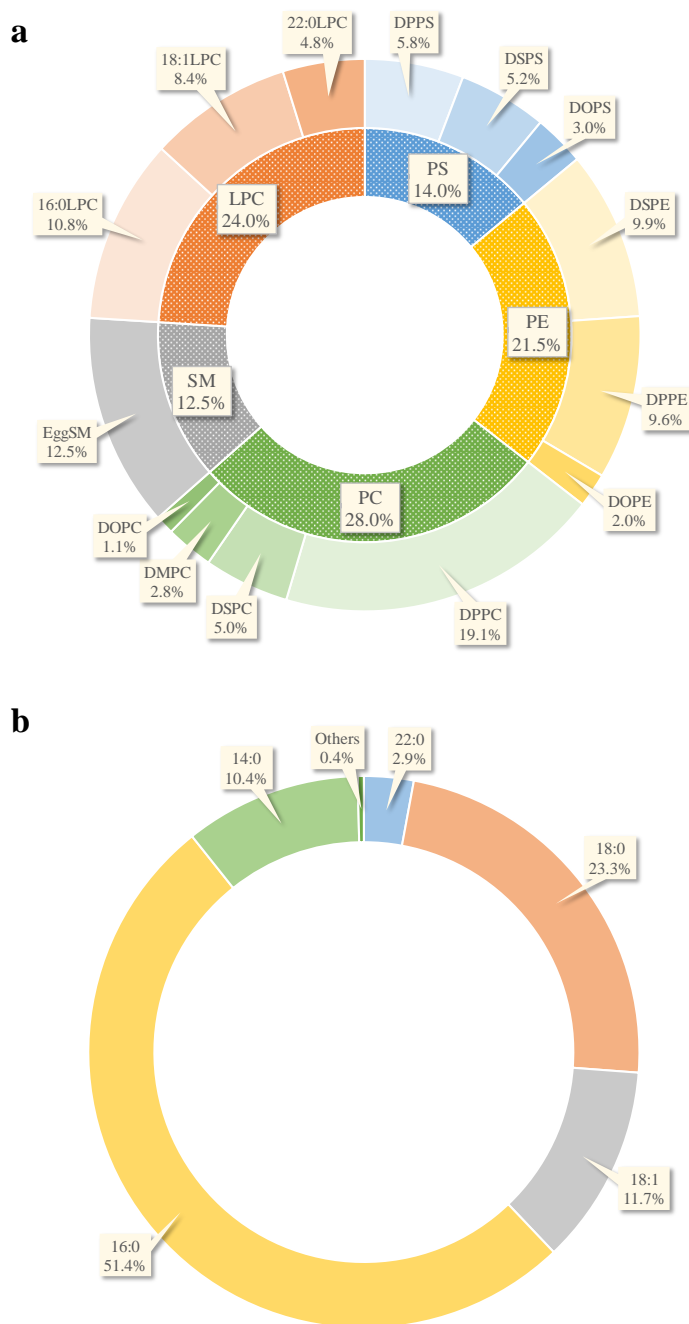 a
22:0LPC
4.8%
DPPS
5.8%
18:1LPC
8.4%
DSPS
5.2%
DOPS
3.0%
LPC
24.0%
PS
14.0%
16:0LPC
10.8%
DSPE
9.9%
PE
21.5%
SM
12.5%
DPPE
9.6%
EggSM
12.5%
PC
28.0%
DOPE
2.0%
DOPC
1.1%
DMPC
2.8%
DSPC
5.0%
DPPC
19.1%
b
Others
0.4%
22:0
2.9%
14:0
10.4%
18:0
23.3%
18:1
11.7%
16:0
51.4%